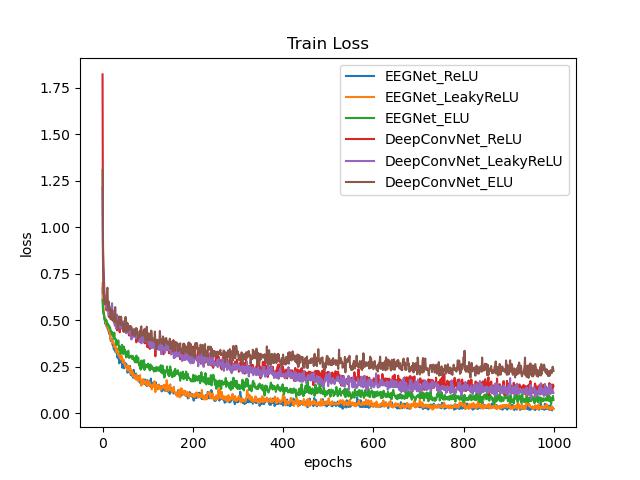 Train Loss
EEGNet_ReLU
EEGNet_LeakyReLU
EEGNet_ELU
DeepConvNet_ReLU
DeepConvNet_LeakyReLU
DeepConvNet_ELU
1.75
1.50
1.25
1.00
0.75
0.50
0.25
0.00
loss
0 200 400 600 800 1000
epochs